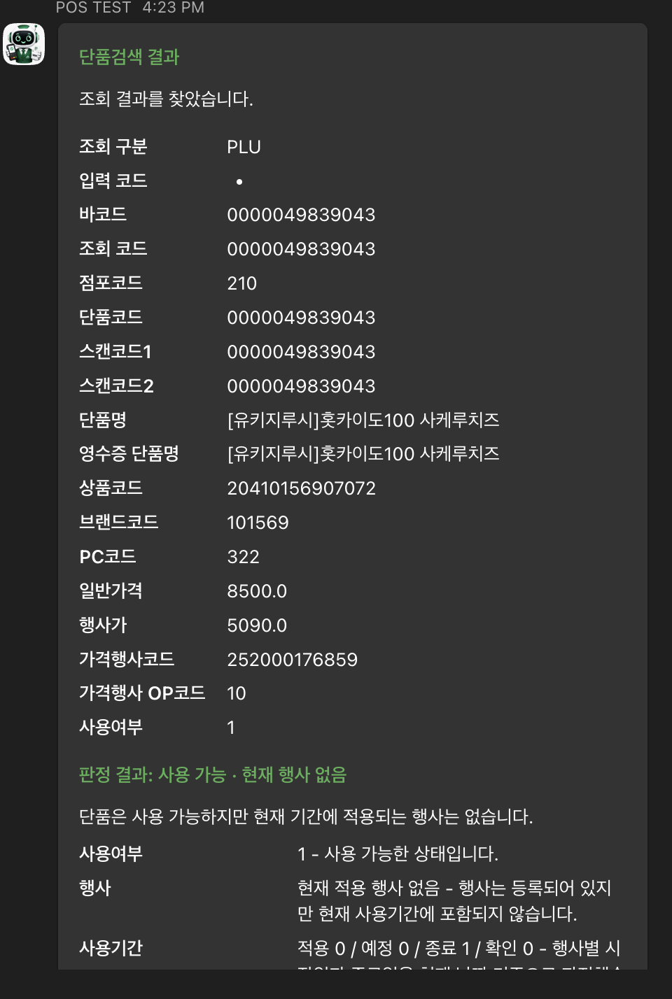 POS TEST 4:23 PM
단품검색 결과
조회 결과를 찾았습니다.
조회 구분 PLU
입력 코드 •
바코드 0000049839043
조회 코드 0000049839043
점포코드 210
단품코드 0000049839043
스캔코드1 0000049839043
스캔코드2 0000049839043
단품명 [유키지루시]홋카이도100 사케루치즈
영수증 단품명 [유키지루시]홋카이도100 사케루치즈
상품코드 20410156907072
브랜드코드 101569
PC코드 322
일반가격 8500.0
행사가 5090.0
가격행사코드 252000176859
가격행사 OP코드 10
사용여부 1
판정 결과: 사용 가능 · 현재 행사 없음
단품은 사용 가능하지만 현재 기간에 적용되는 행사는 없습니다.
사용여부 1 - 사용 가능한 상태입니다.
행사 현재 적용 행사 없음 - 행사는 등록되어 있지
만 현재 사용기간에 포함되지 않습니다.
사용기간 적용 0 / 예정 0 / 종료 1 / 확인 0 - 행사별 시